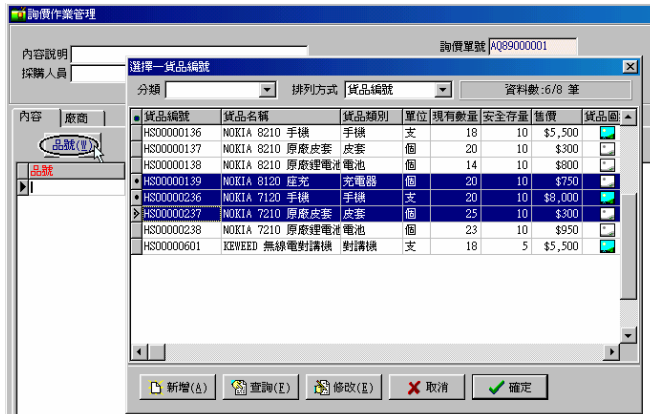 詢價作業管理
內容說明
詢價單號 AQ89000001
採購人員
選擇一貨品編號
分類 排列方式 貨品編號 資料數:6/8 筆
內容 廠商
品號(W)
品號
貨品編號 貨品名稱 貨品類別 單位 現有數量 安全存量 售價 貨品圖
HS00000136 NOKIA 8210 手機 手機 支 18 10 $5,500
HS00000137 NOKIA 8210 原廠皮套 皮套 個 20 10 $300
HS00000138 NOKIA 8210 原廠鋰電池 電池 個 14 10 $800
HS00000139 NOKIA 8120 座充 充電器 個 20 10 $750
HS00000236 NOKIA 7120 手機 手機 支 20 10 $8,000
HS00000237 NOKIA 7210 原廠皮套 皮套 個 25 10 $300
HS00000238 NOKIA 7210 原廠鋰電池 電池 個 23 10 $950
HS00000601 KEWEED 無線電對講機 對講機 支 18 5 $5,500
新增(A) 查詢(F) 修改(E) 取消 確定